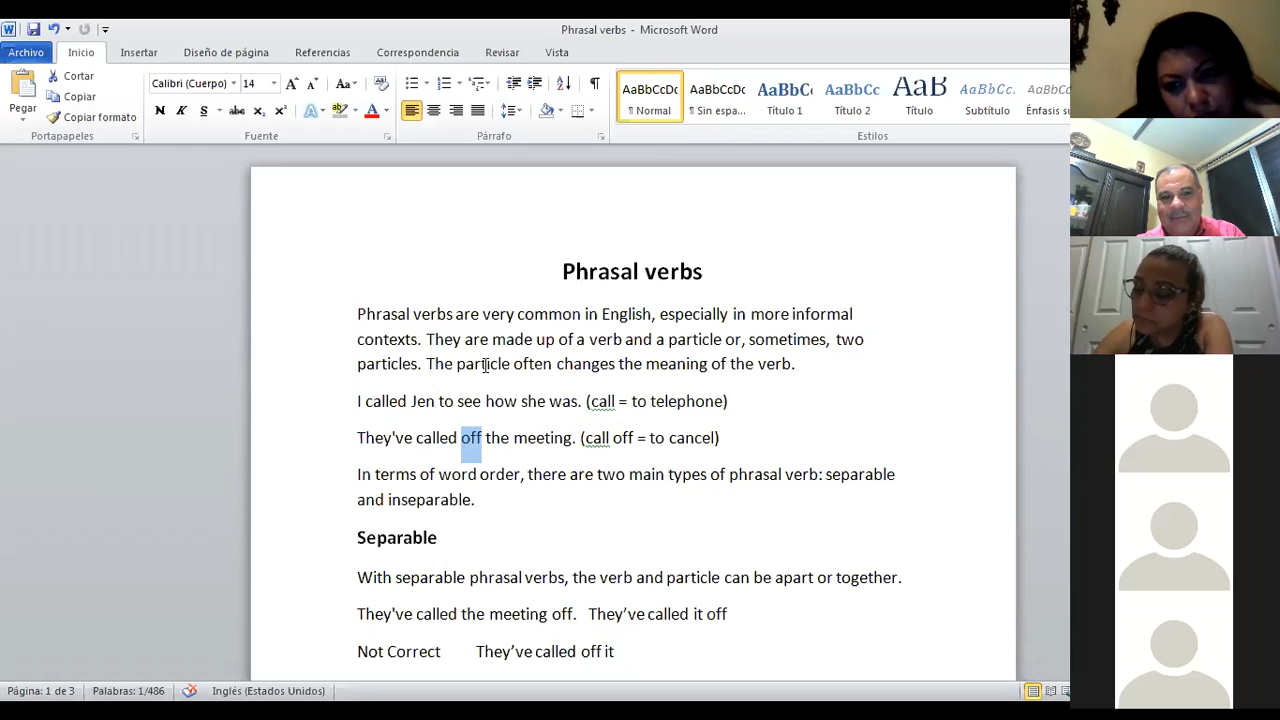 Phrasal verbs - Microsoft Word
Archivo Inicio Insertar Diseño de página Referencias Correspondencia Revisar Vista
Pegar
Cortar
Copiar
Copiar formato
Portapapeles
Calibri (Cuerpo) 14
Fuente
Párrafo
AaBbCcDc AaBbCcDc AaBbC AaBbCc AaB AaBbCc. AaBbCc
¶ Normal ¶ Sin espa... Título 1 Título 2 Título Subtítulo Énfasis su
Estilos
Phrasal verbs
Phrasal verbs are very common in English, especially in more informal
contexts. They are made up of a verb and a particle or, sometimes, two
particles. The particle often changes the meaning of the verb.
I called Jen to see how she was. (call = to telephone)
They've called off the meeting. (call off = to cancel)
In terms of word order, there are two main types of phrasal verb: separable
and inseparable.
Separable
With separable phrasal verbs, the verb and particle can be apart or together.
They've called the meeting off. They’ve called it off
Not Correct They’ve called off it
Página: 1 de 3 Palabras: 1/486 Inglés (Estados Unidos)